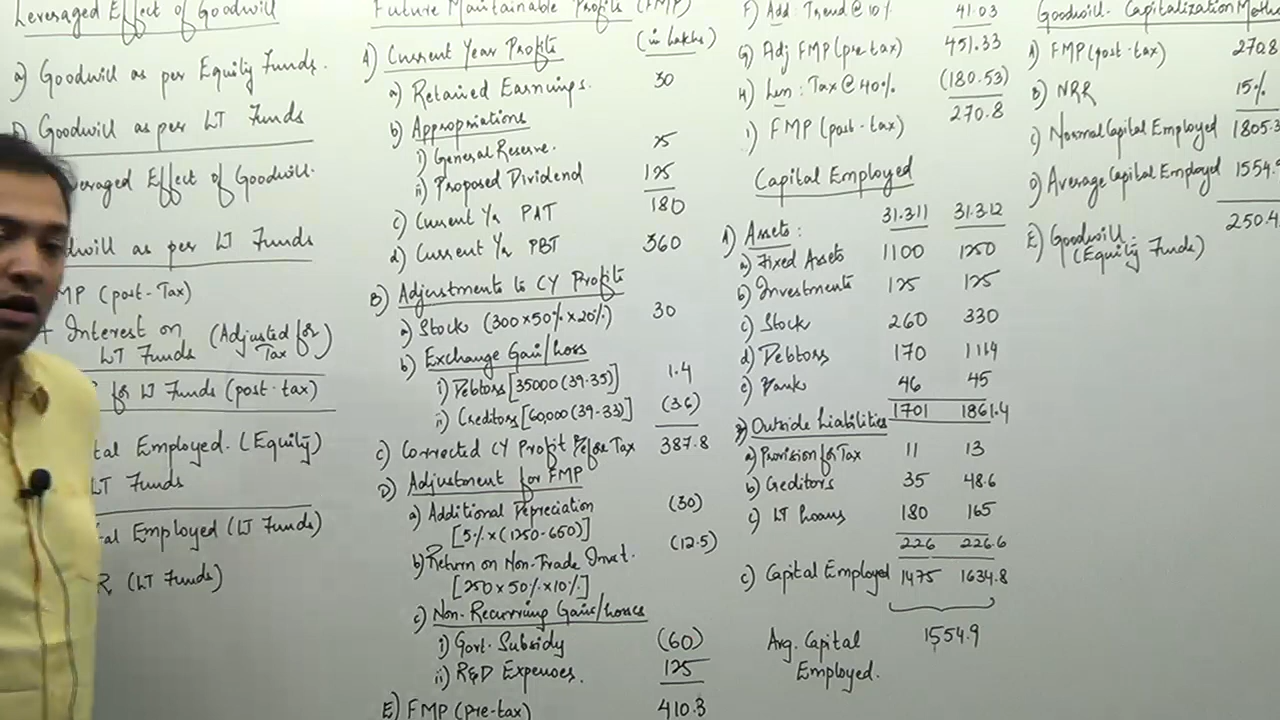 Leveraged Effect of Goodwill
a) Goodwill as per Equity Funds.
b) Goodwill as per LT Funds
Effect of Goodwill.
as per LT Funds
(post-Tax)
+ Interest on
LT Funds (Adjusted for Tax)
for LT Funds (post-tax)
Employed. (Equity)
LT Funds
Employed (LT Funds)
(LT Funds)
Future Maintainable Profits (FMP)
(in Lakhs)
A) Current Year Profits
a) Retained Earnings. 30
b) Appropriations
i) General Reserve. 25
ii) Proposed Dividend 125
c) Current Yr PAT 180
d) Current Yr PBT 360
B) Adjustments to CY Profits
a) Stock (300×50%×20%) 30
b) Exchange Gain/Loss
i) Debtors [35000(39-35)] 1.4
ii) Creditors [60,000(39-33)] (3.6)
c) Corrected CY Profit Before Tax 387.8
D) Adjustment for FMP
a) Additional Depreciation (30)
[5%×(1250-650)]
b) Return on Non-Trade Invt. (12.5)
[250×50%×10%]
c) Non-Recurring Gains/Losses
i) Govt. Subsidy (60)
ii) R&D Expenses. 125
E) FMP (pre-tax) 410.3
F) Add: Trend @ 10% 41.03
G) Adj FMP (pre-tax) 451.33
H) Less: Tax @ 40% (180.53)
i) FMP (post-tax) 270.8
Capital Employed
31.3.11 31.3.12
A) Assets:
a) Fixed Assets 1100 1250
b) Investments 125 125
c) Stock 260 330
d) Debtors 170 111.4
e) Bank 46 45
1701 1861.4
B) Outside Liabilities
a) Provision for Tax 11 13
b) Creditors 35 48.6
c) LT Loans 180 165
226 226.6
c) Capital Employed 1475 1634.8
Avg. Capital Employed. 1554.9
Goodwill - Capitalization
A) FMP (post-tax) 270.8
B) NRR 15%
c) Normal Capital Employed 1805.3
D) Average Capital Employed 1554.
E) Goodwill - 250.4
(Equity Funds)